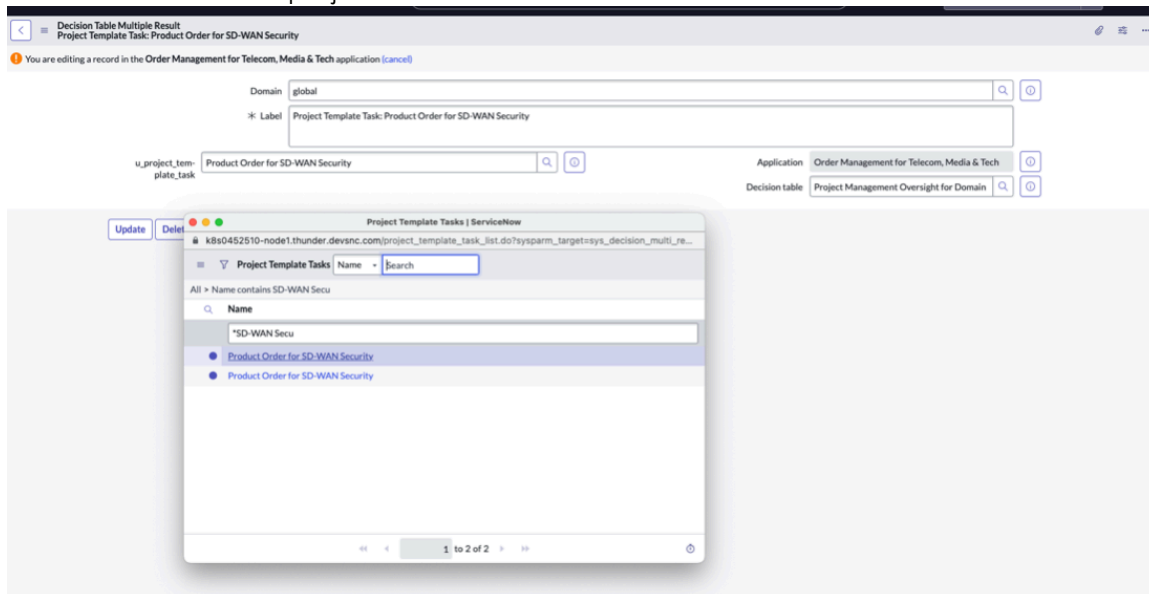 Decision Table Multiple Result
Project Template Task: Product Order for SD-WAN Security
You are editing a record in the Order Management for Telecom, Media & Tech application (cancel)
Domain global
* Label Project Template Task: Product Order for SD-WAN Security
u_project_tem-
plate_task Product Order for SD-WAN Security
Application Order Management for Telecom, Media & Tech
Decision table Project Management Oversight for Domain
Update Delet
Project Template Tasks | ServiceNow
k8s0452510-node1.thunder.devsnc.com/project_template_task_list.do?sysparm_target=sys_decision_multi_re...
Project Template Tasks Name Search
All > Name contains SD-WAN Secu
Name
*SD-WAN Secu
Product Order for SD-WAN Security
Product Order for SD-WAN Security
1 to 2 of 2